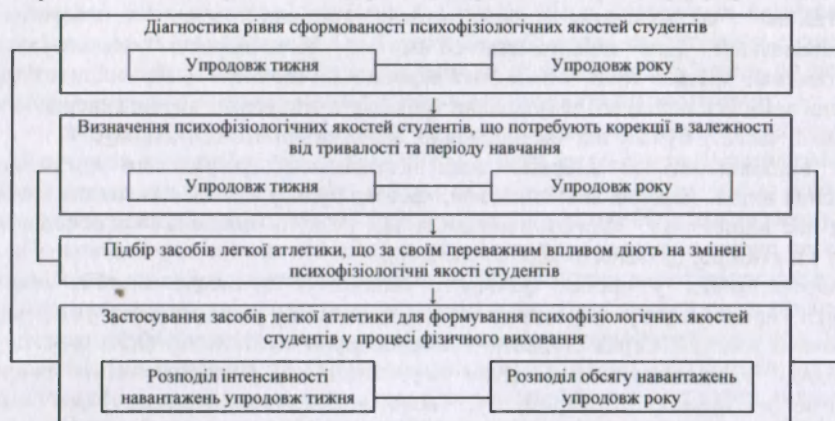 Діагностика рівня сформованості психофізіологічних якостей студентів
Упродовж тижня
Упродовж року
Визначення психофізіологічних якостей студентів, що потребують корекції в залежності
від тривалості та періоду навчання
Упродовж тижня
Упродовж року
Підбір засобів легкої атлетики, що за своїм переважним впливом діють на змінені
психофізіологічні якості студентів
Застосування засобів легкої атлетики для формування психофізіологічних якостей
студентів у процесі фізичного виховання
Розподіл інтенсивності
навантажень упродовж тижня
Розподіл обсягу навантажень
упродовж року